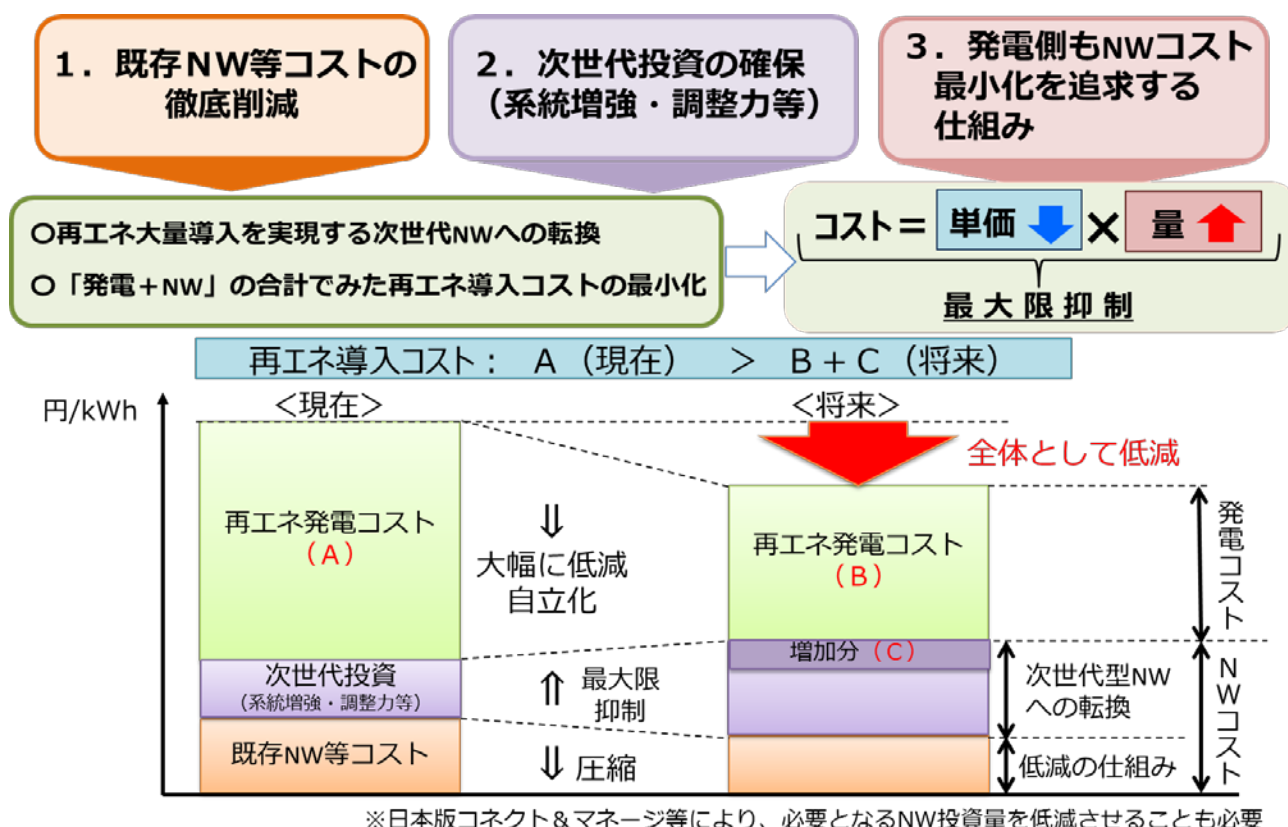 1．既存NW等コストの
徹底削減
2．次世代投資の確保
（系統増強・調整力等）
3．発電側もNWコスト
最小化を追求する
仕組み
〇再エネ大量導入を実現する次世代NWへの転換
〇「発電＋NW」の合計でみた再エネ導入コストの最小化
コスト＝ 単価 × 量
最大限抑制
再エネ導入コスト： A（現在） ＞ B＋C（将来）
円/kWh
＜現在＞
＜将来＞
全体として低減
再エネ発電コスト
（A）
⇓
大幅に低減
自立化
再エネ発電コスト
（B）
発電コスト
増加分（C）
次世代投資
（系統増強・調整力等）
⇑ 最大限
抑制
次世代型NW
への転換
NWコスト
既存NW等コスト
⇓ 圧縮
低減の仕組み
※日本版コネクト＆マネージ等により、必要となるNW投資量を低減させることも必要